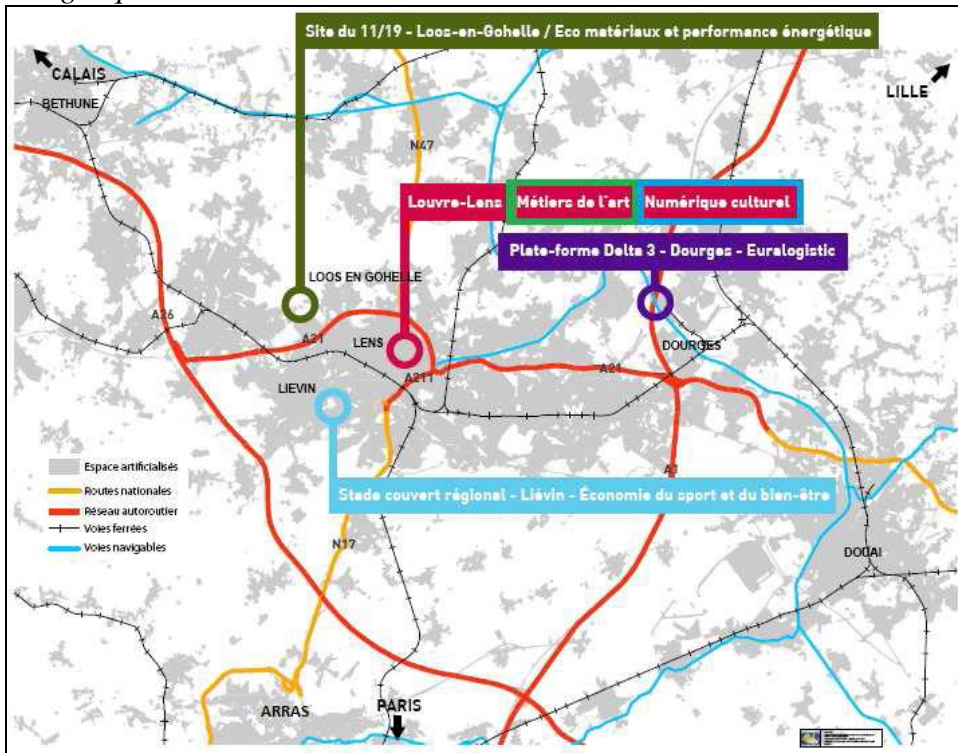 Site du 11/19 - Loos-en-Gohelle / Eco matériaux et performance énergétique
CALAIS
BETHUNE
LILLE
N47
Louvre-Lens
Métiers de l'art
Numérique culturel
Plate-forme Delta 3 - Dourges - Euralogistic
LOOS EN GOHELLE
A26
A21
LENS
DOURGES
A211
A21
LIEVIN
Espace artificialisés
Routes nationales
Réseau autoroutier
Voies ferrées
Voies navigables
A1
Stade couvert régional - Liévin - Économie du sport et du bien-être
N17
DOUAI
ARRAS
PARIS